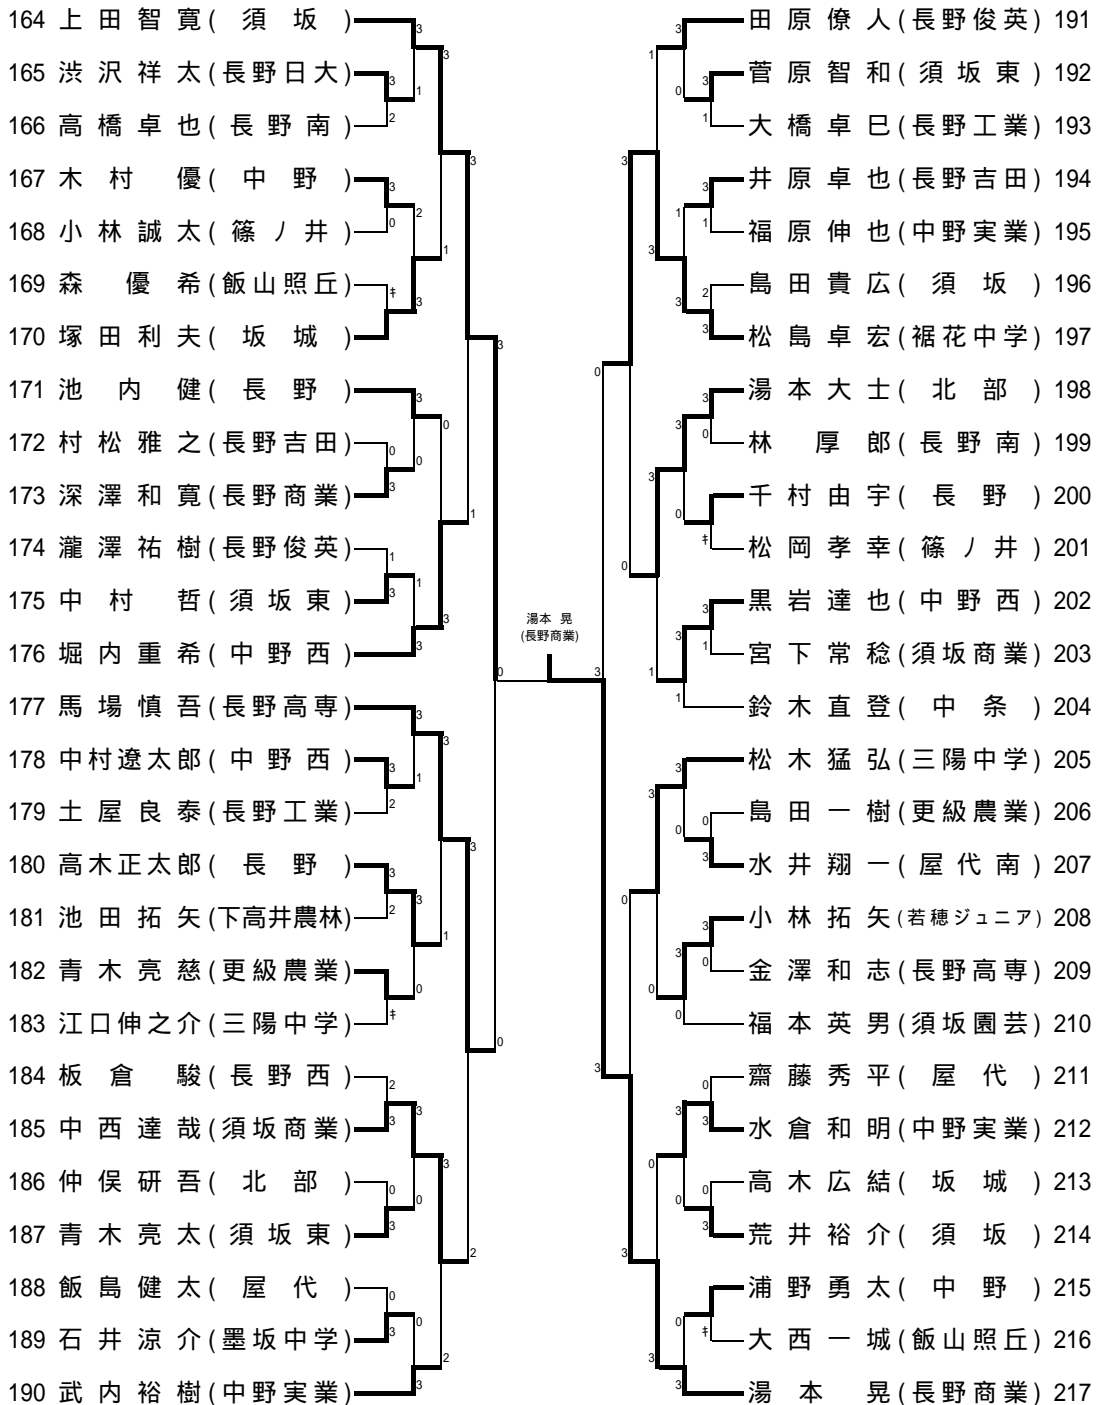 164 上田智寛(須坂)
165 渋沢祥太(長野日大)
166 高橋卓也(長野南)
167 木村優(中野)
168 小林誠太(篠ノ井)
169 森優希(飯山照丘)
170 塚田利夫(坂城)
171 池内健(長野)
172 村松雅之(長野吉田)
173 深澤和寛(長野商業)
174 瀧澤祐樹(長野俊英)
175 中村哲(須坂東)
176 堀内重希(中野西)
177 馬場慎吾(長野高専)
178 中村遼太郎(中野西)
179 土屋良泰(長野工業)
180 高木正太郎(長野)
181 池田拓矢(下高井農林)
182 青木亮慈(更級農業)
183 江口伸之介(三陽中学)
184 板倉駿(長野西)
185 中西達哉(須坂商業)
186 仲俣研吾(北部)
187 青木亮太(須坂東)
188 飯島健太(屋代)
189 石井涼介(墨坂中学)
190 武内裕樹(中野実業)
湯本 晃
(長野商業)
田原僚人(長野俊英) 191
菅原智和(須坂東) 192
大橋卓巳(長野工業) 193
井原卓也(長野吉田) 194
福原伸也(中野実業) 195
島田貴広(須坂) 196
松島卓宏(裾花中学) 197
湯本大士(北部) 198
林厚郎(長野南) 199
千村由宇(長野) 200
松岡孝幸(篠ノ井) 201
黒岩達也(中野西) 202
宮下常稔(須坂商業) 203
鈴木直登(中条) 204
松木猛弘(三陽中学) 205
島田一樹(更級農業) 206
水井翔一(屋代南) 207
小林拓矢(若穂ジュニア) 208
金澤和志(長野高専) 209
福本英男(須坂園芸) 210
齋藤秀平(屋代) 211
水倉和明(中野実業) 212
高木広結(坂城) 213
荒井裕介(須坂) 214
浦野勇太(中野) 215
大西一城(飯山照丘) 216
湯本晃(長野商業) 217